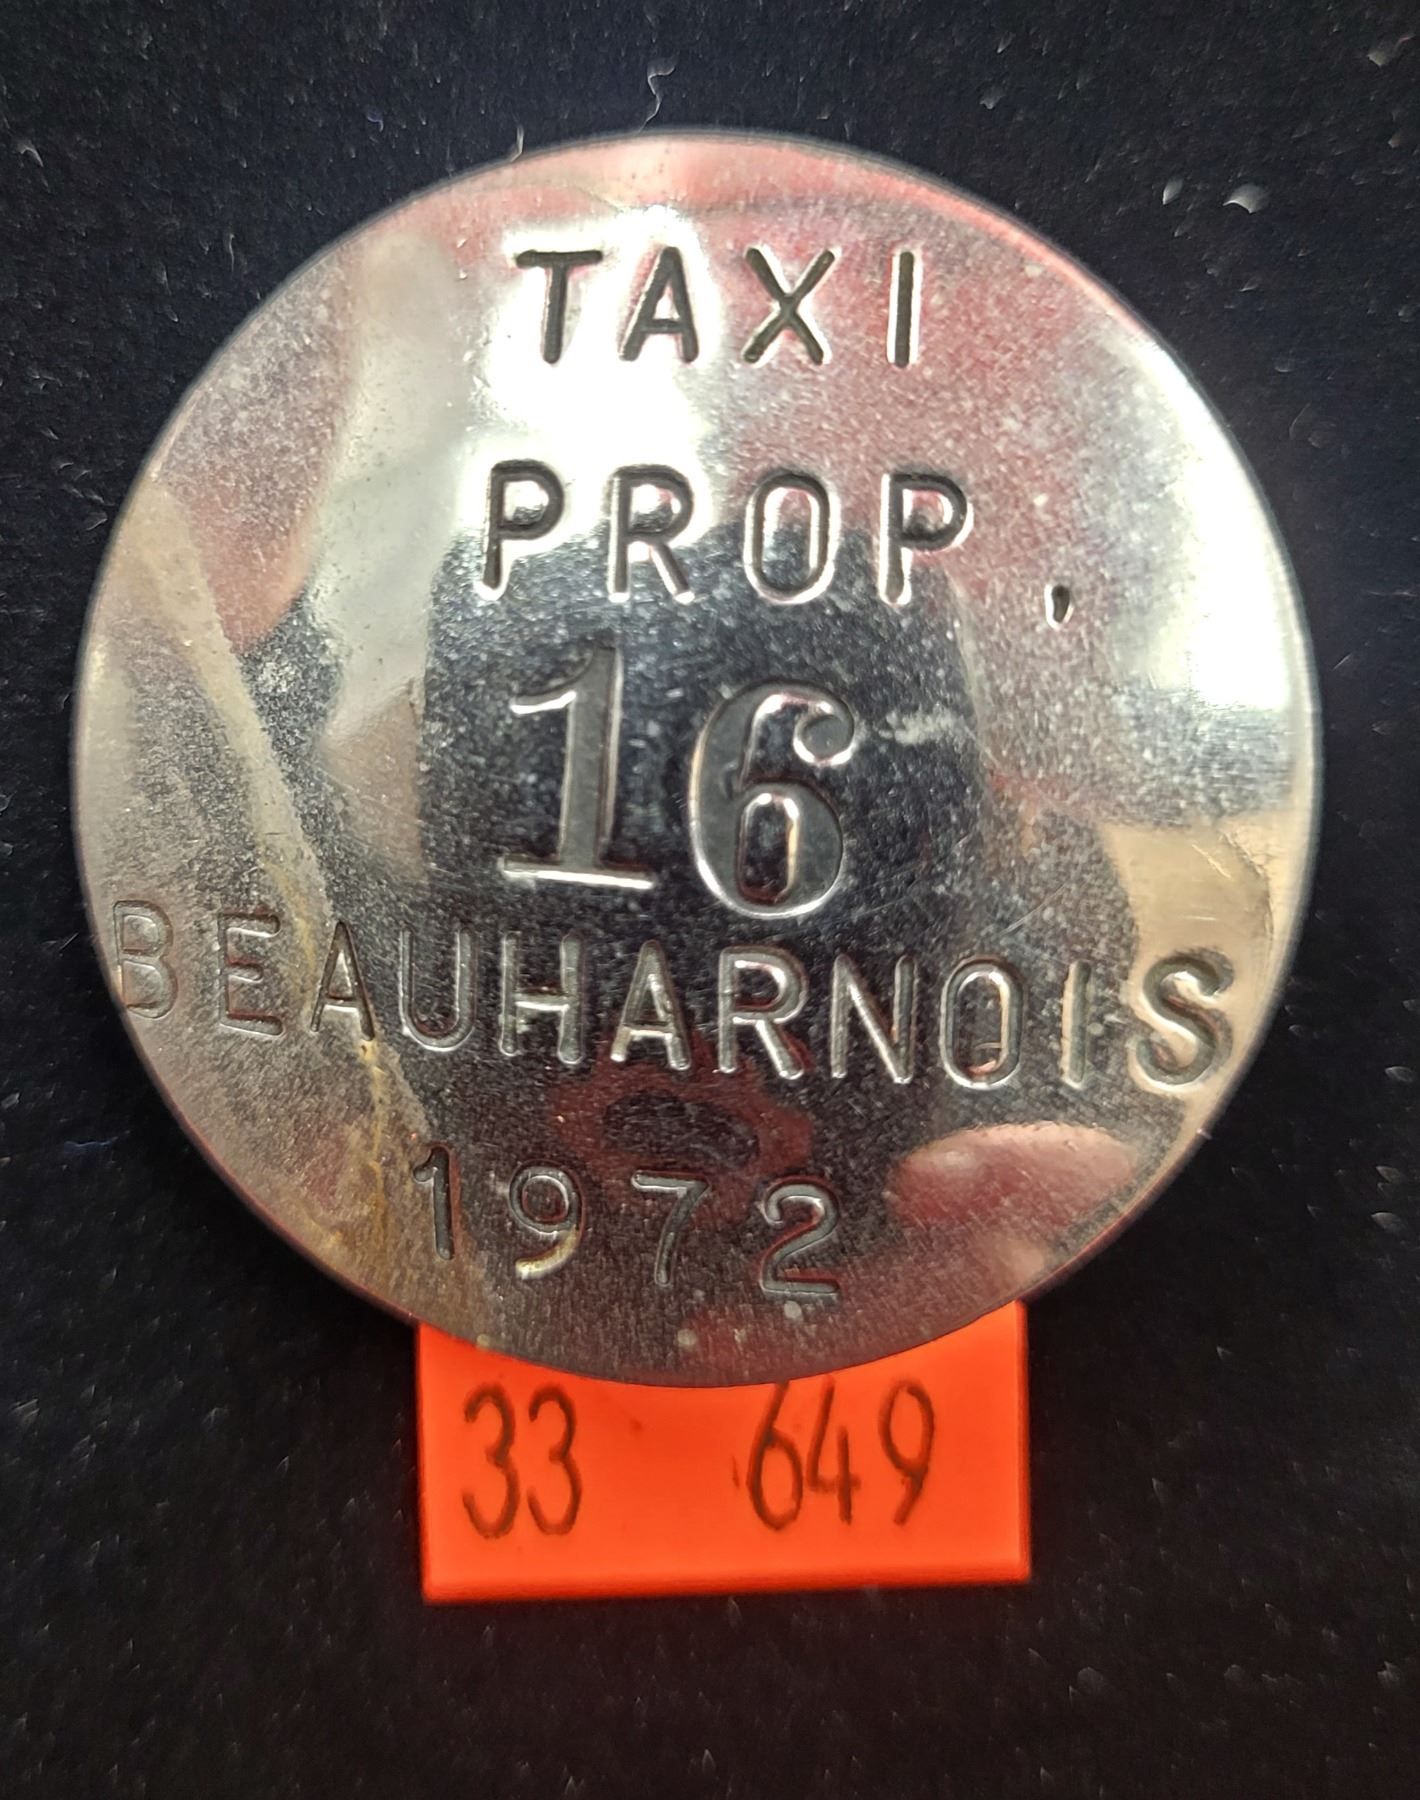 TAXI
PROP,
16
BEAUHARNOIS
1972
33 649